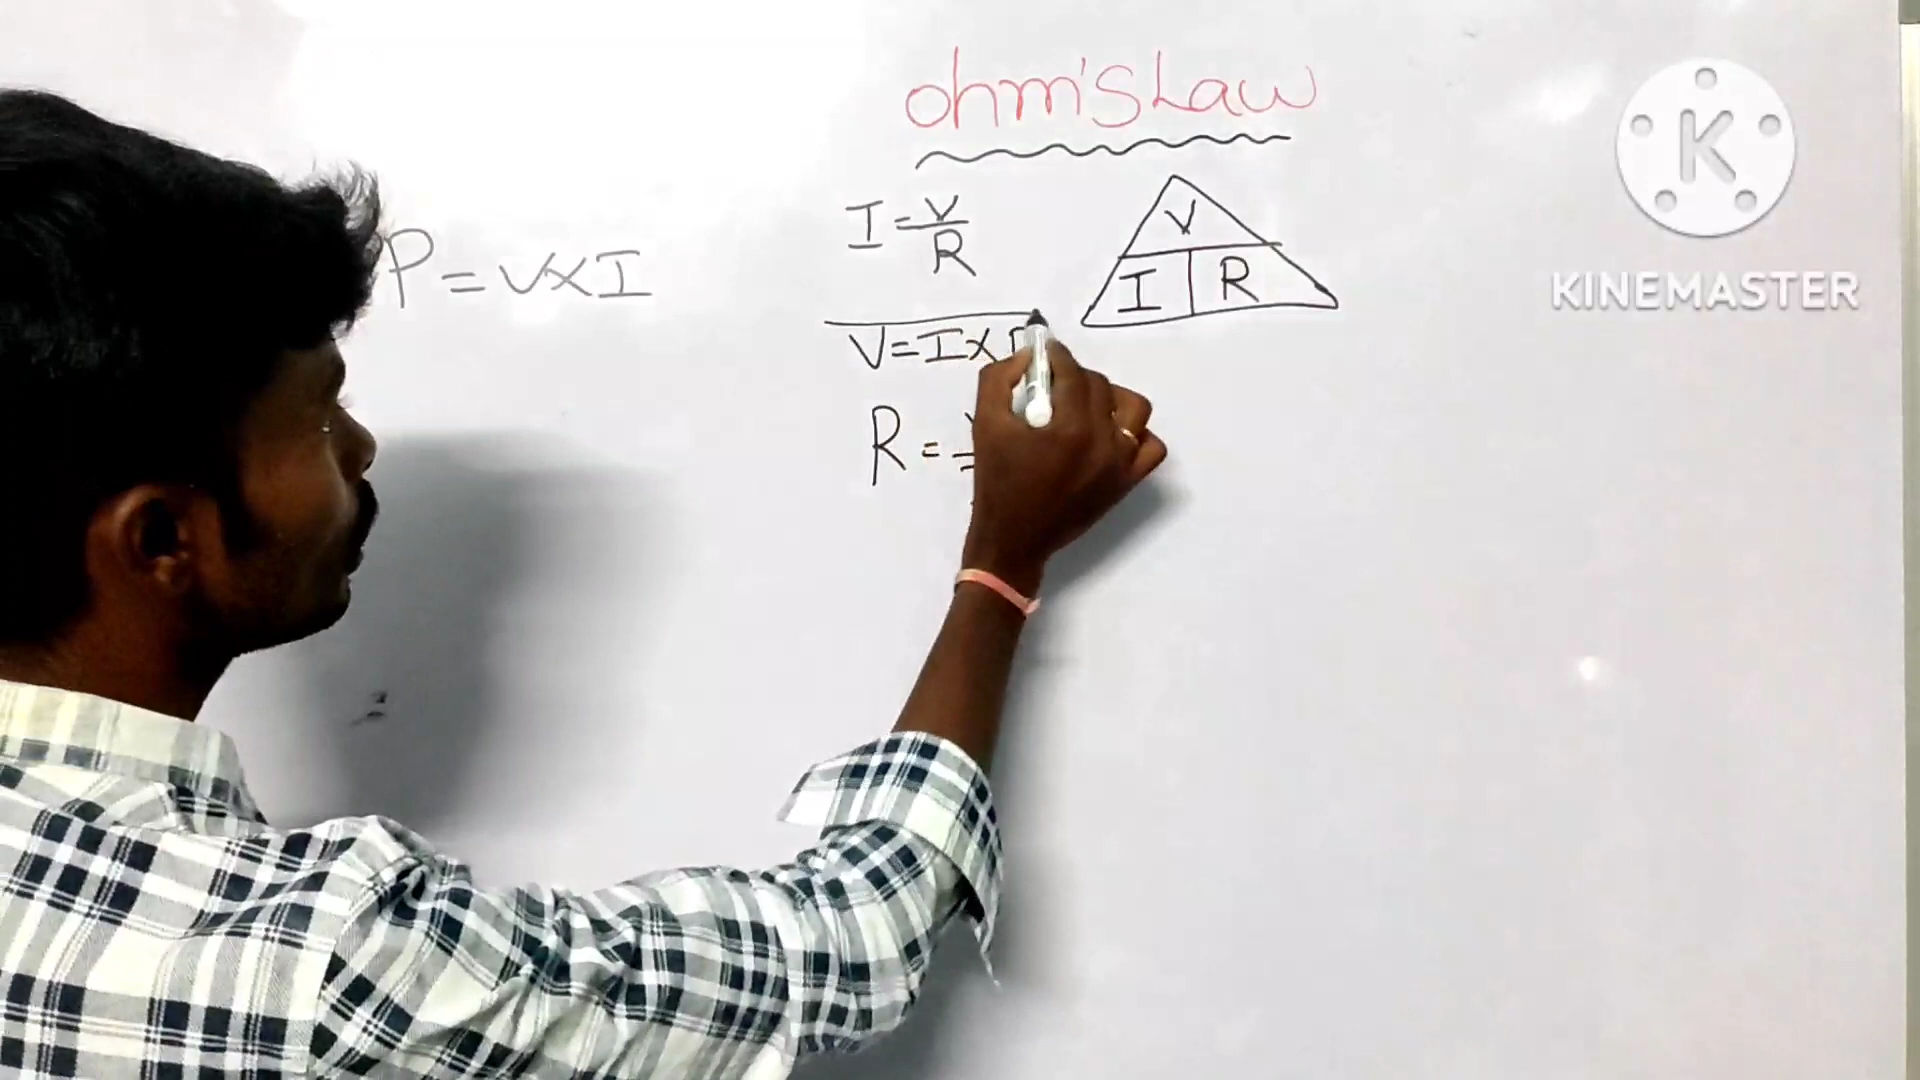 ohm's Law
P = V x I
I = V/R
V
I R
V = I x
R =
K
KINEMASTER